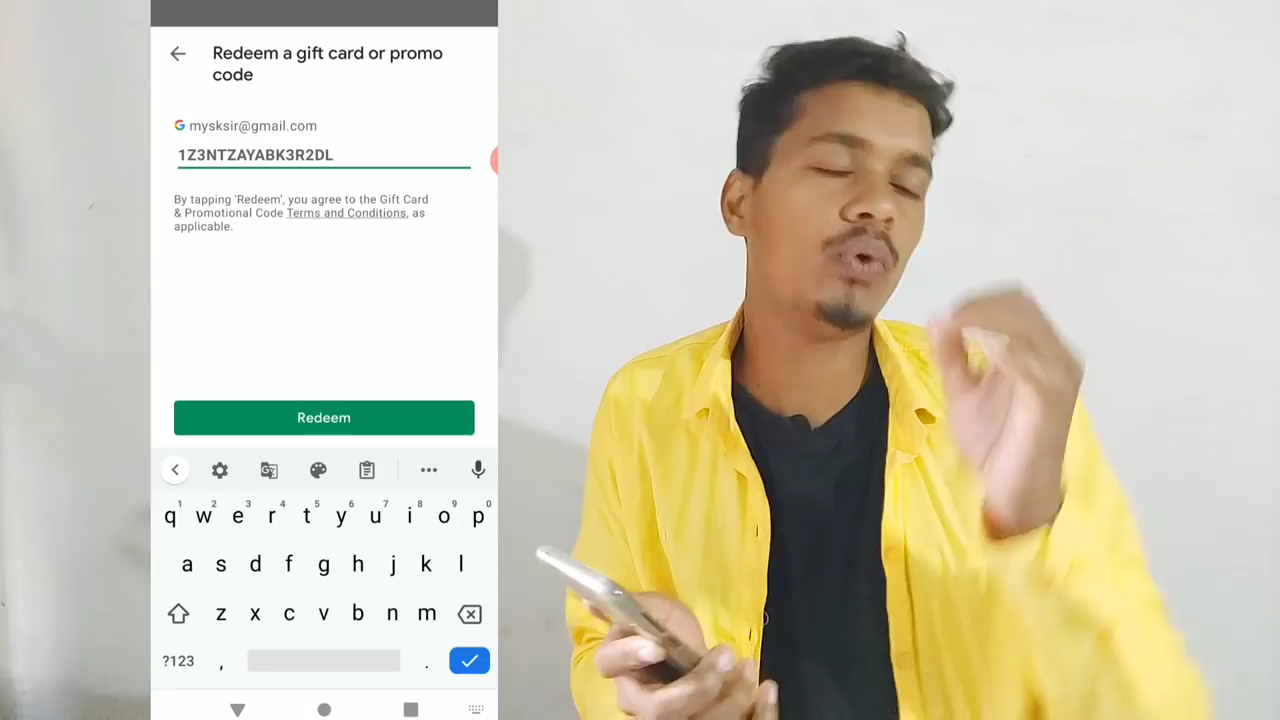 Redeem a gift card or promo
code
mysksir@gmail.com
1Z3NTZAYABK3R2DL
By tapping 'Redeem', you agree to the Gift Card
& Promotional Code Terms and Conditions, as
applicable.
Redeem
1 2 3 4 5 6 7 8 9 0
q w e r t y u i o p
a s d f g h j k l
z x c v b n m
?123 , .